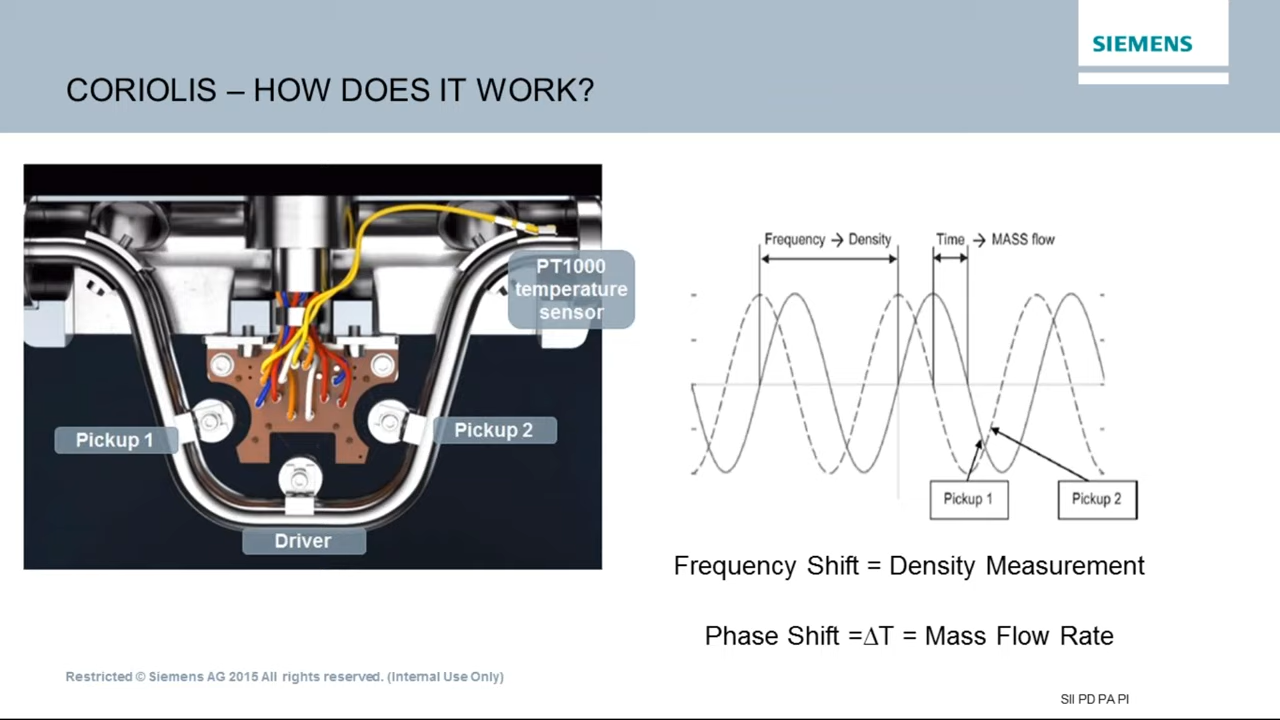 SIEMENS
CORIOLIS – HOW DOES IT WORK?
PT1000
temperature
sensor
Pickup 1
Pickup 2
Driver
Frequency → Density
Time → MASS flow
Pickup 1
Pickup 2
Frequency Shift = Density Measurement
Phase Shift =∆T = Mass Flow Rate
Restricted © Siemens AG 2015 All rights reserved. (Internal Use Only)
SII PD PA PI